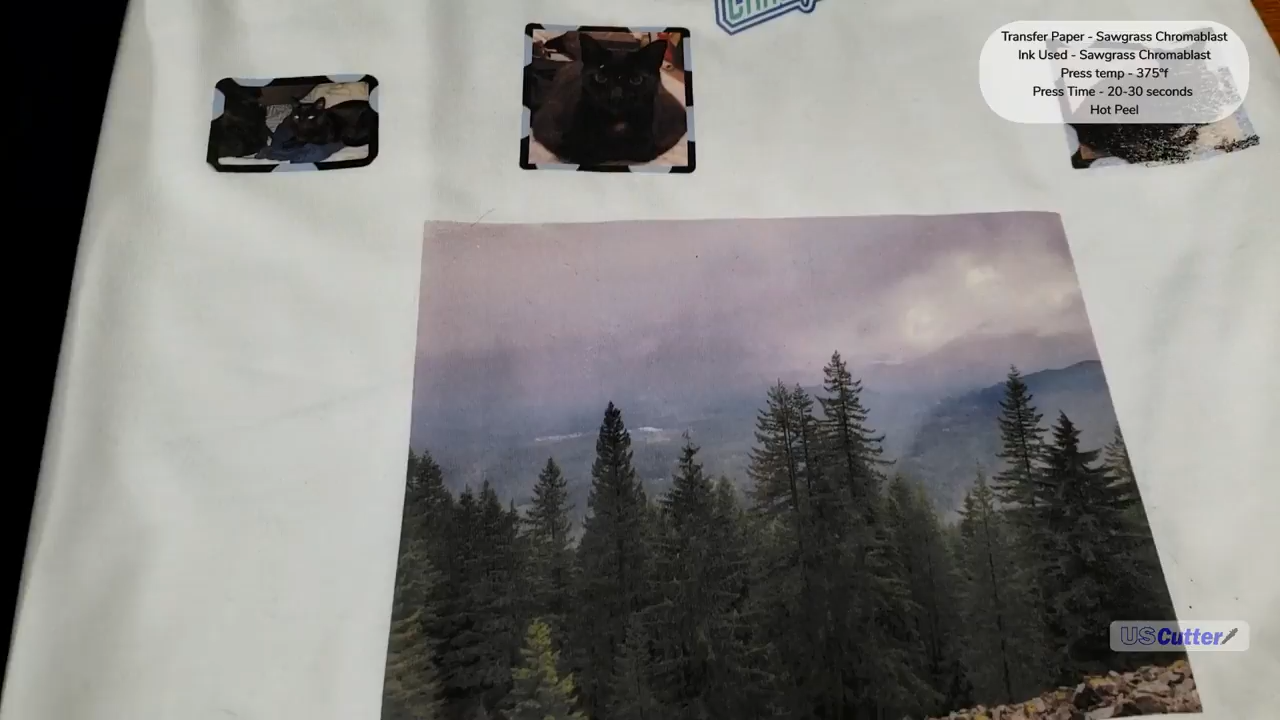 Transfer Paper - Sawgrass Chromablast
Ink Used - Sawgrass Chromablast
Press temp - 375°f
Press Time - 20-30 seconds
Hot Peel
USCutter